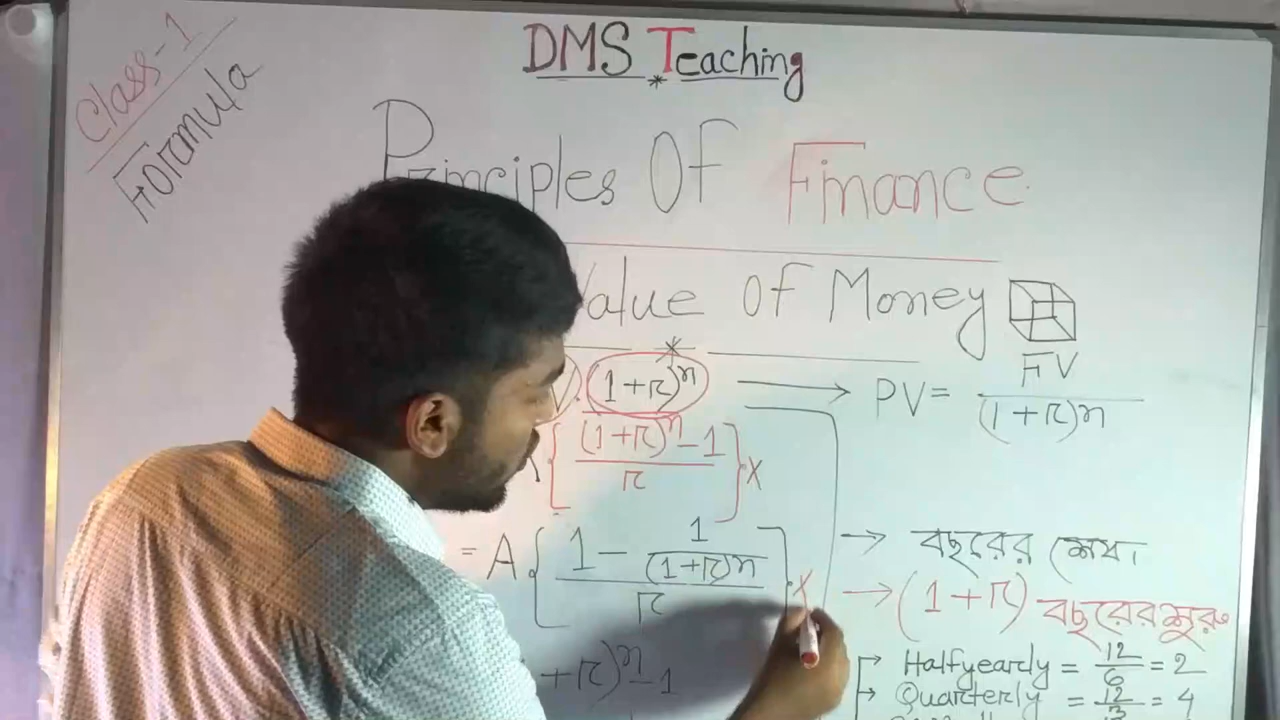 Class-1
Formula
DMS Teaching
Principles Of Finance
Value Of Money
(1+r)^n → PV = FV / (1+r)^n
{ ((1+r)^n - 1) / r } x
= A. { (1 - 1/(1+r)^n) / r } . x
→ বছরের শেষে
→ (1+r) বছরের শুরু
+r)^n - 1
→ Halfyearly = 12/6 = 2
→ Quarterly = 12/3 = 4